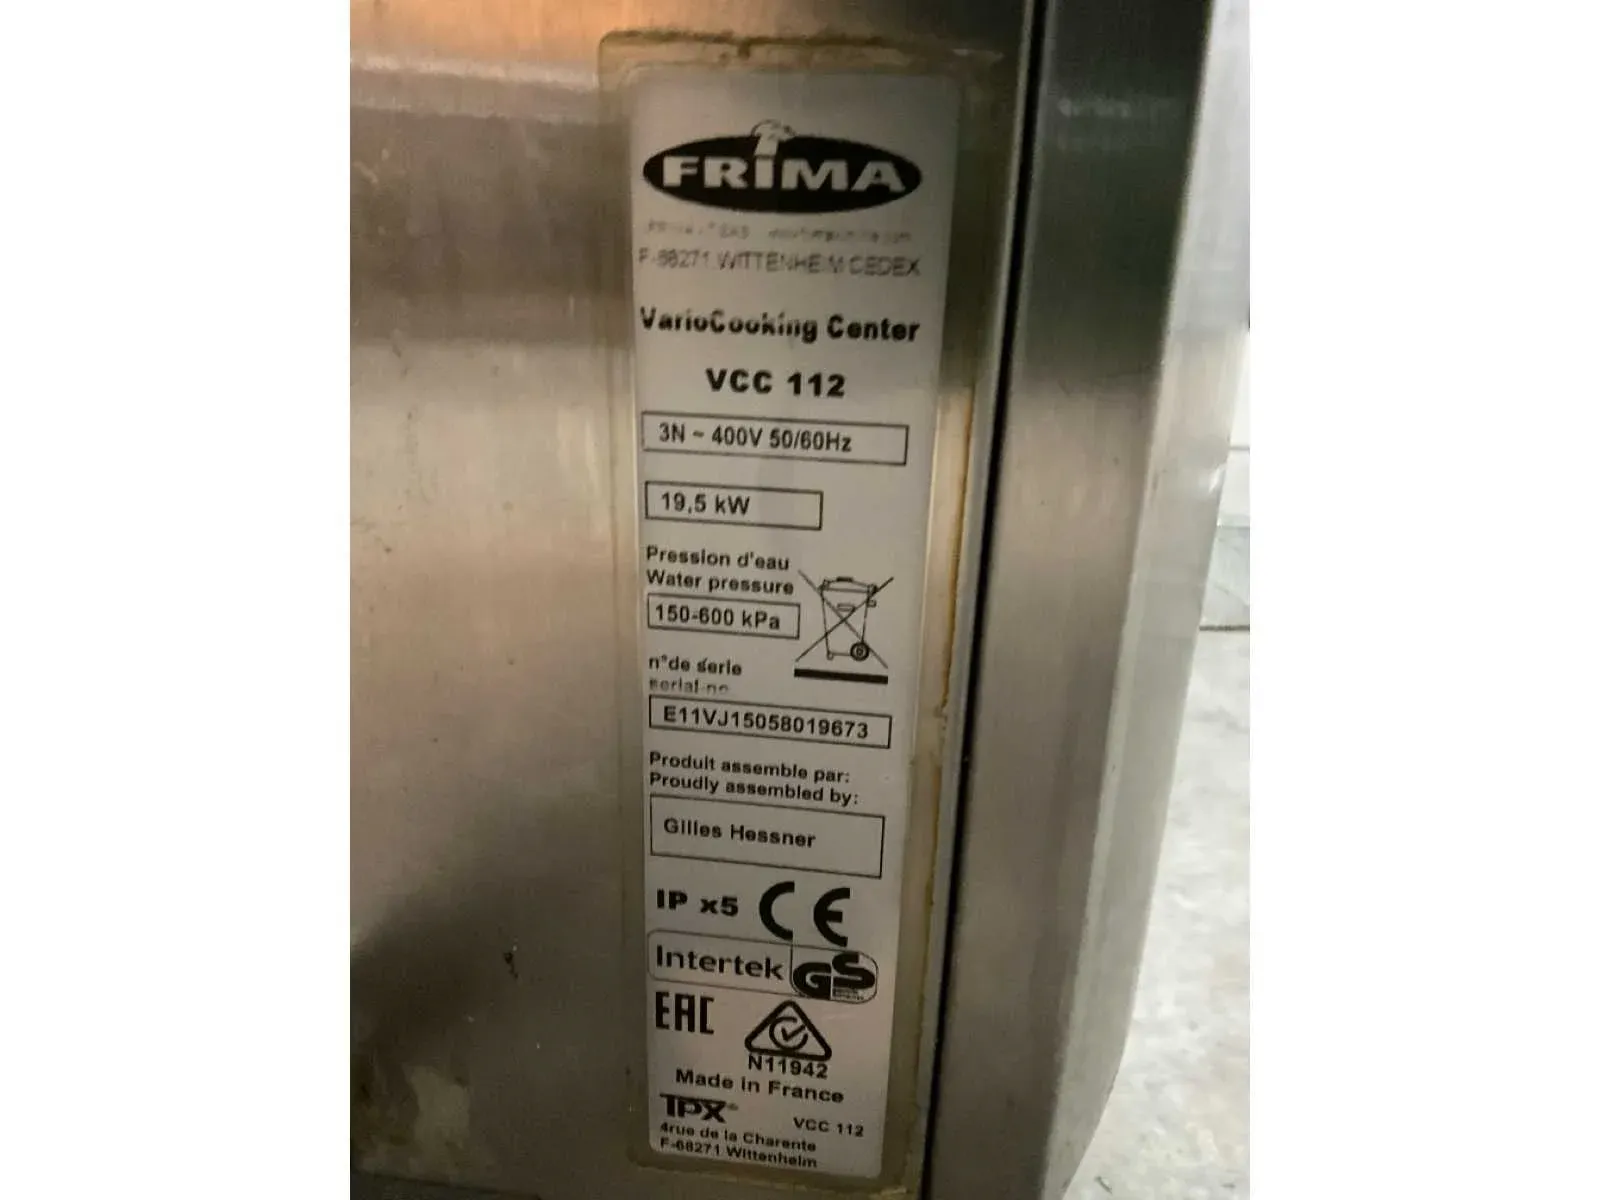 FRIMA
F-68271 WITTENHEIM CEDEX
VarioCooking Center
VCC 112
3N ~ 400V 50/60Hz
19,5 kW
Pression d'eau
Water pressure
150-600 kPa
n°de serie
serial no
E11VJ15058019673
Produit assemble par:
Proudly assembled by:
Gilles Hessner
IP x5 CE
Intertek GS
EAC
N11942
Made in France
TPX®
VCC 112
4rue de la Charente
F-68271 Wittenheim